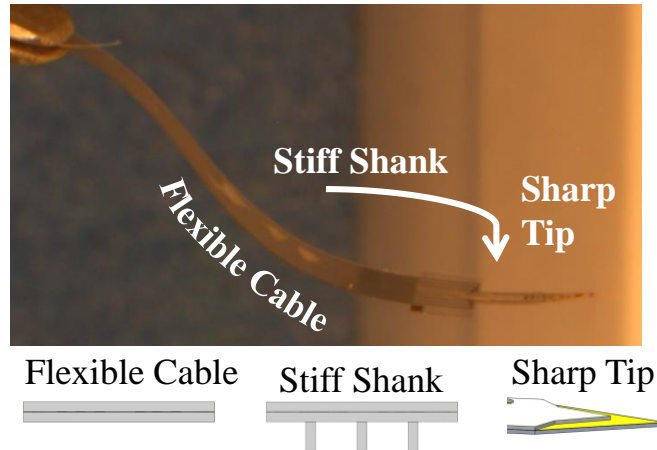 Stiff Shank
Sharp
Tip
Flexible Cable
Flexible Cable
Stiff Shank
Sharp Tip